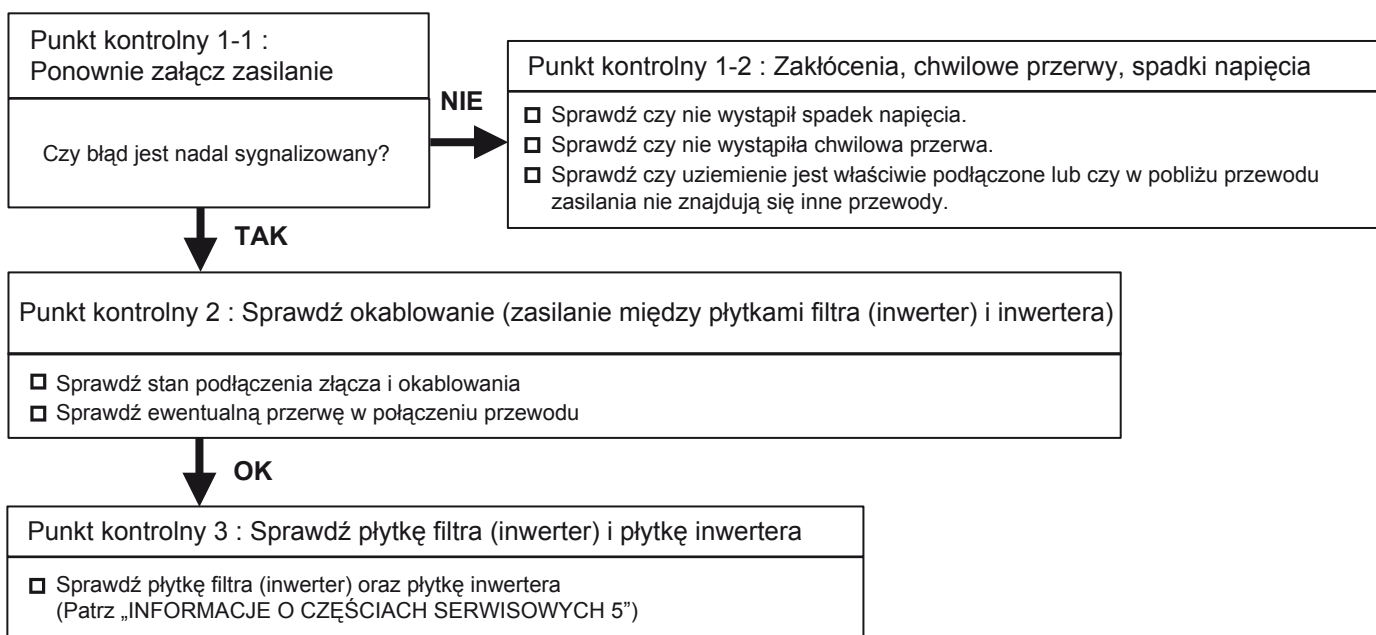 Punkt kontrolny 1-1 :
Ponownie załącz zasilanie
Czy błąd jest nadal sygnalizowany?
NIE
Punkt kontrolny 1-2 : Zakłócenia, chwilowe przerwy, spadki napięcia
Sprawdź czy nie wystąpił spadek napięcia.
Sprawdź czy nie wystąpiła chwilowa przerwa.
Sprawdź czy uziemienie jest właściwie podłączone lub czy w pobliżu przewodu
zasilania nie znajdują się inne przewody.
TAK
Punkt kontrolny 2 : Sprawdź okablowanie (zasilanie między płytkami filtra (inwerter) i inwertera)
Sprawdź stan podłączenia złącza i okablowania
Sprawdź ewentualną przerwę w połączeniu przewodu
OK
Punkt kontrolny 3 : Sprawdź płytkę filtra (inwerter) i płytkę inwertera
Sprawdź płytkę filtra (inwerter) oraz płytkę inwertera
(Patrz „INFORMACJE O CZĘŚCIACH SERWISOWYCH 5”)